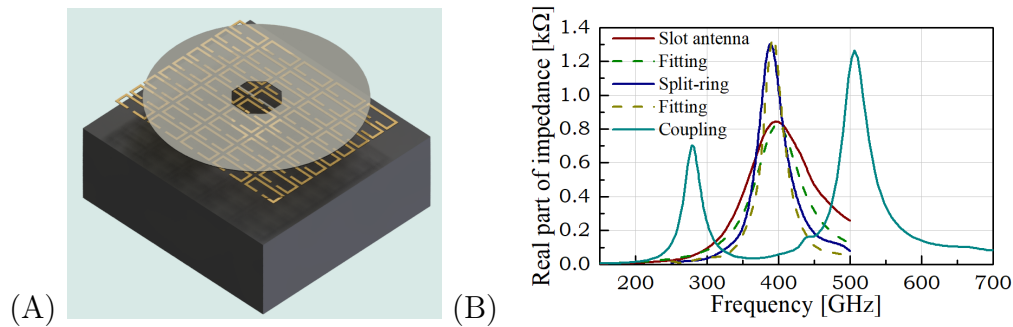 (A)
(B)
Real part of impedance [kΩ]
1.4
1.2
1.0
0.8
0.6
0.4
0.2
0.0
Slot antenna
Fitting
Split-ring
Fitting
Coupling
200 300 400 500 600 700
Frequency [GHz]